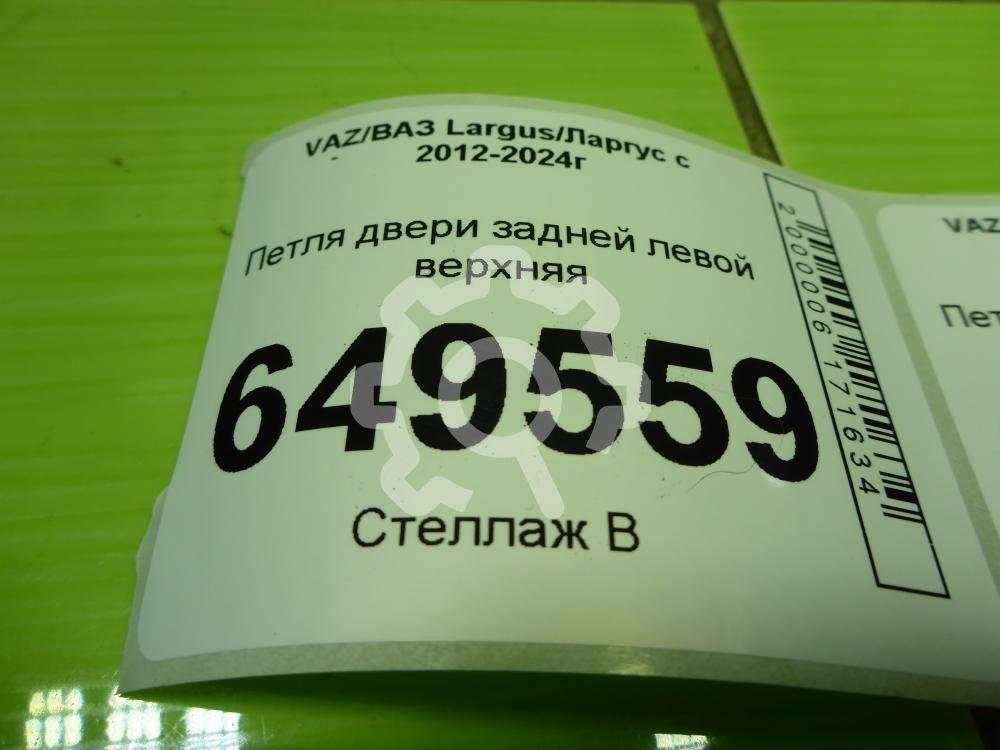 VAZ/ВАЗ Largus/Ларгус с
2012-2024г
Петля двери задней левой
верхняя
649559
Стеллаж В
2000006171634
VAZ
Пет